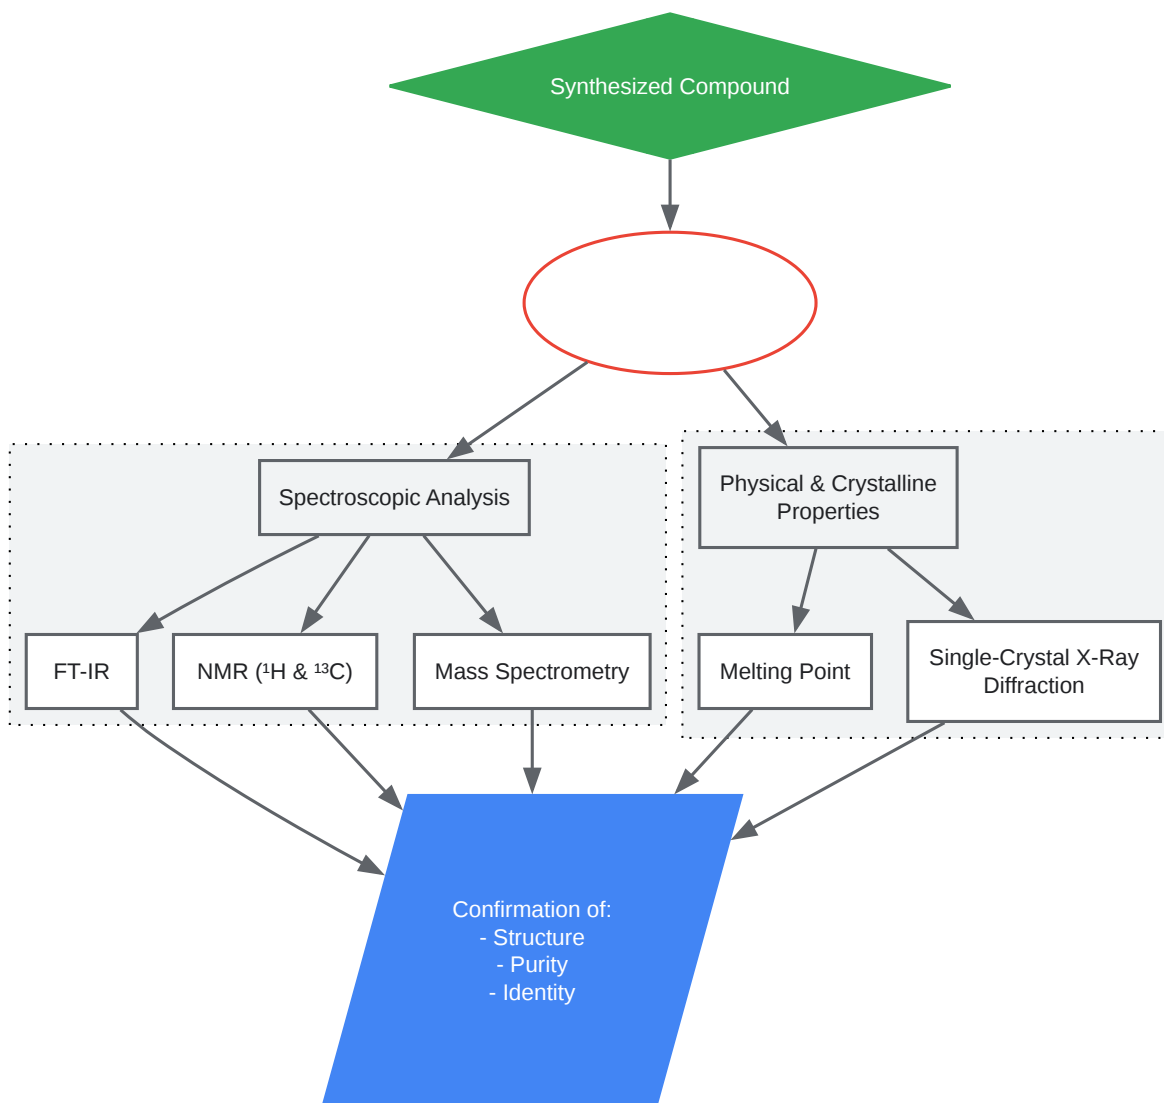 Synthesized Compound
Spectroscopic Analysis
Physical & Crystalline
Properties
FT-IR
NMR (¹H & ¹³C)
Mass Spectrometry
Melting Point
Single-Crystal X-Ray
Diffraction
Confirmation of:
- Structure
- Purity
- Identity